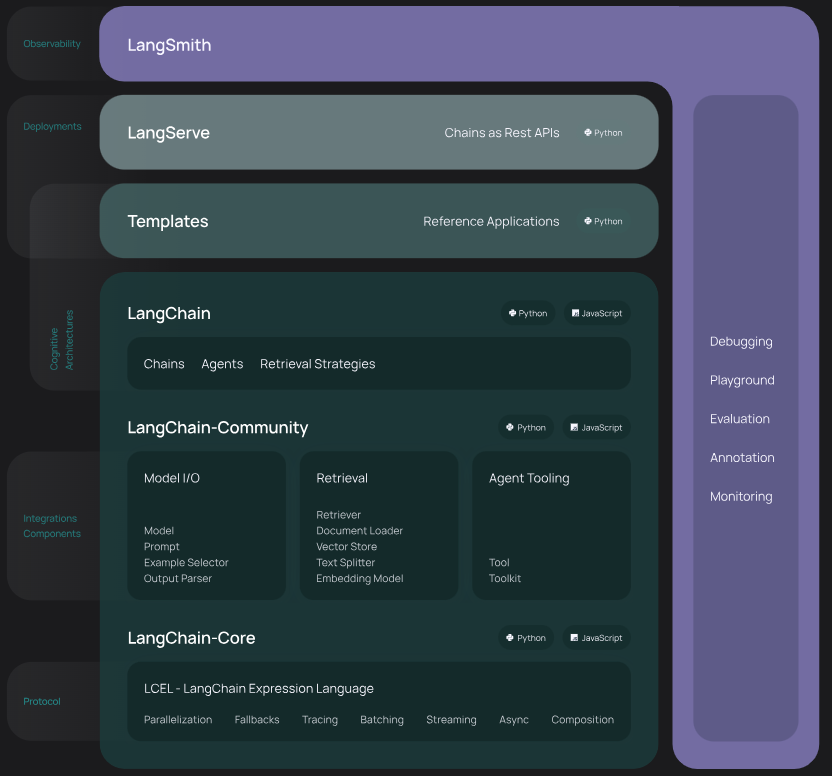 Observability
LangSmith
Deployments
LangServe
Chains as Rest APIs
Python
Templates
Reference Applications
Python
Cognitive
Architectures
LangChain
Python
JavaScript
Chains
Agents
Retrieval Strategies
LangChain-Community
Python
JavaScript
Integrations
Components
Model I/O
Model
Prompt
Example Selector
Output Parser
Retrieval
Retriever
Document Loader
Vector Store
Text Splitter
Embedding Model
Agent Tooling
Tool
Toolkit
LangChain-Core
Python
JavaScript
Protocol
LCEL - LangChain Expression Language
Parallelization
Fallbacks
Tracing
Batching
Streaming
Async
Composition
Debugging
Playground
Evaluation
Annotation
Monitoring